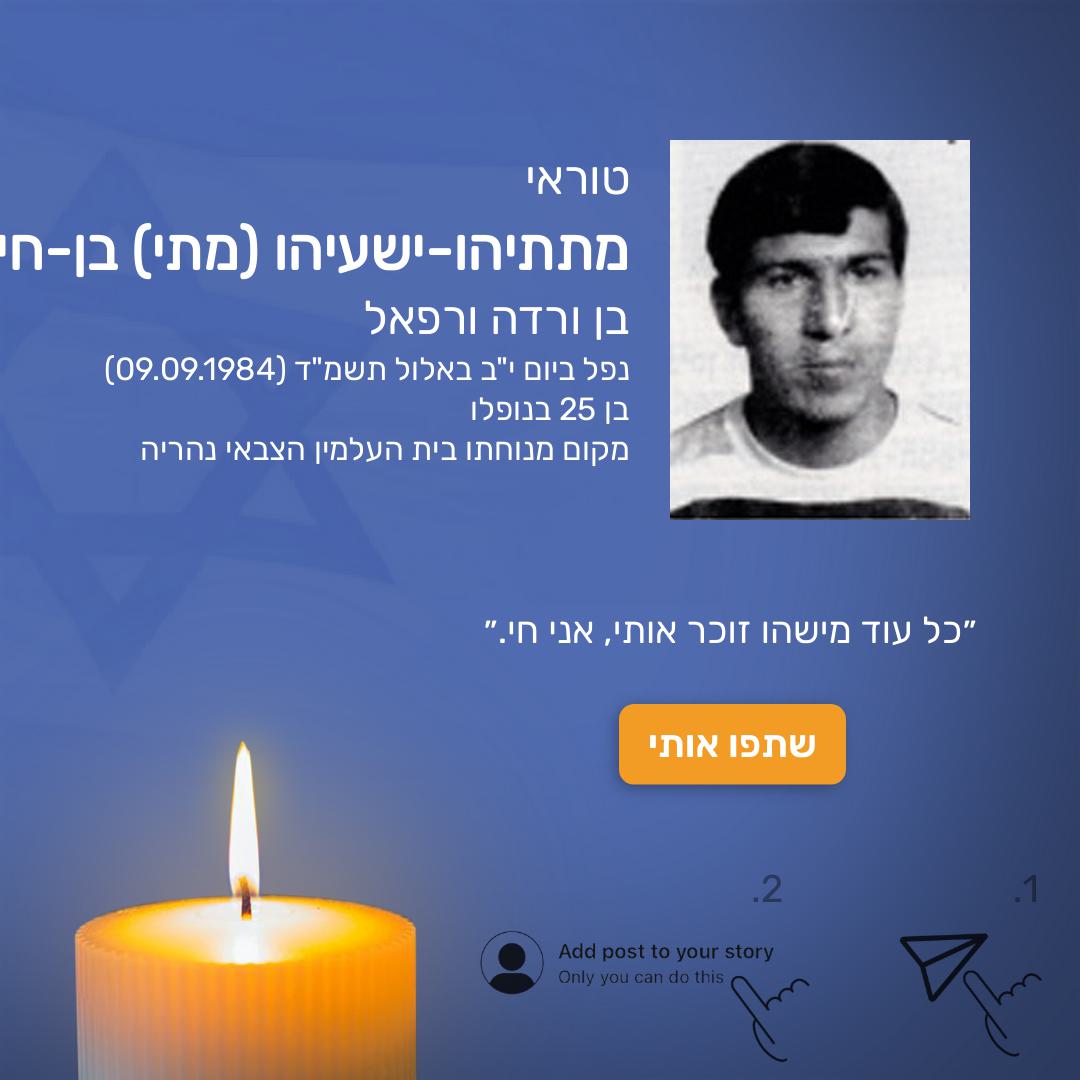 טוראי
מתתיהו-ישעיהו (מתי) בן-חי
בן ורדה ורפאל
נפל ביום י"ב באלול תשמ"ד (09.09.1984)
בן 25 בנופלו
מקום מנוחתו בית העלמין הצבאי נהריה
״כל עוד מישהו זוכר אותי, אני חי.״
שתפו אותי
1.
2.
Add post to your story
Only you can do this